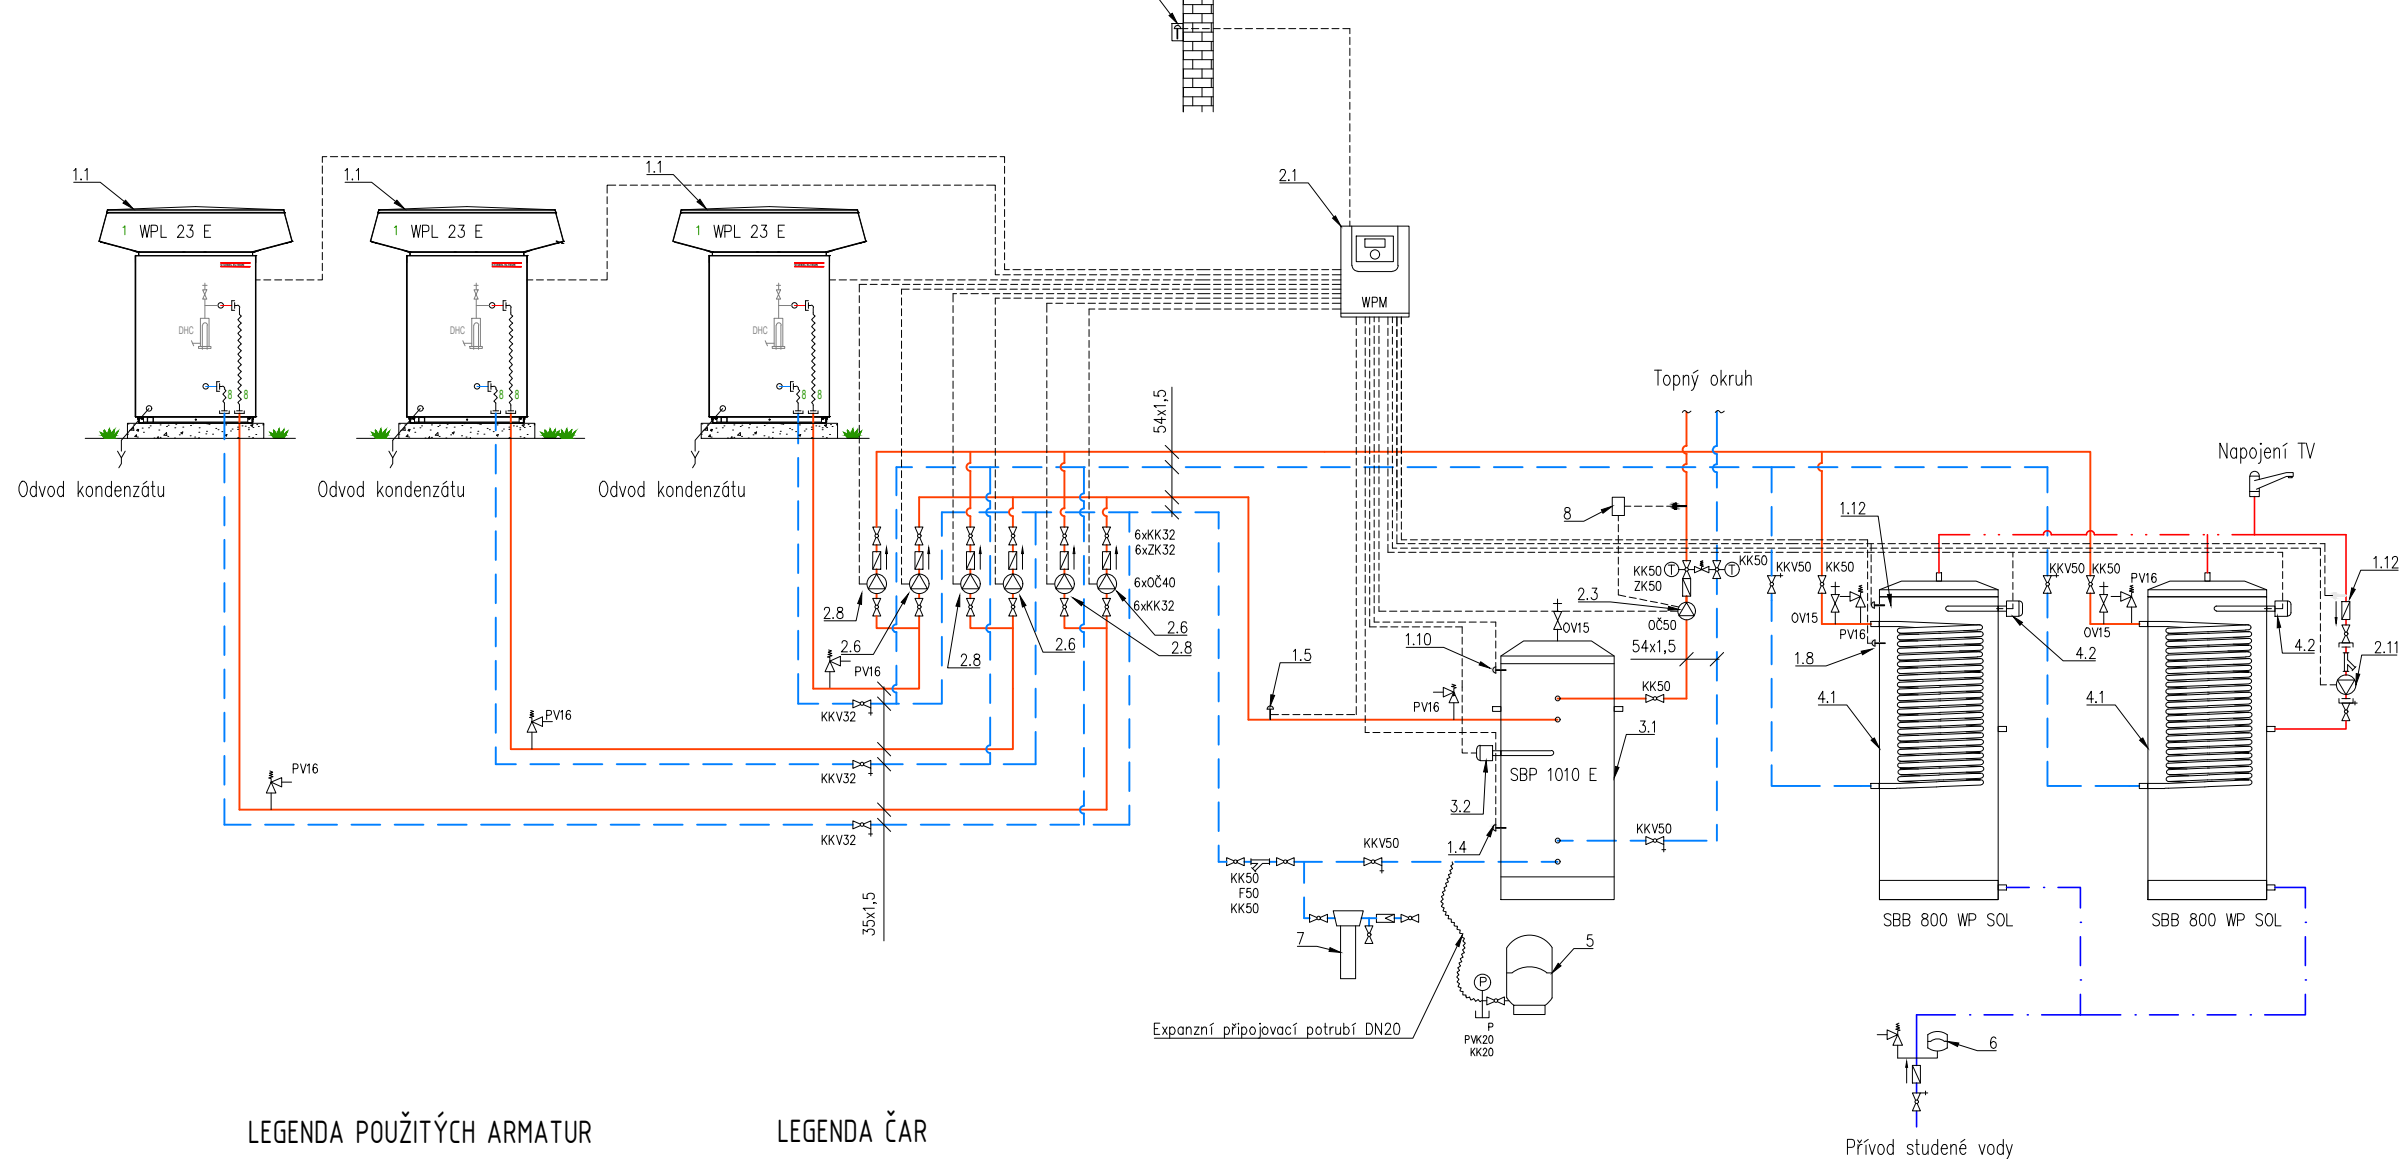 1.1
1.1
1.1
2.1
1 WPL 23 E
1 WPL 23 E
1 WPL 23 E
WPM
DHC
DHC
DHC
8 8
8 8
8 8
Odvod kondenzátu
Odvod kondenzátu
Odvod kondenzátu
54x1,5
Topný okruh
Napojení TV
8
1.12
6xKK32
6xZK32
6xOČ40
6xKK32
KK50
ZK50
T
T
KK50
KKV50
KK50
KK50
PV16
1.12
2.3
OČ50
OV15
OV15
PV16
OV15
2.8
2.6
2.8
2.6
2.6
2.8
1.10
54x1,5
1.8
4.2
4.2
2.11
PV16
1.5
KK50
PV16
4.1
4.1
KKV32
PV16
3.1
KKV32
PV16
SBP 1010 E
3.2
KKV32
KKV50
1.4
KKV50
35x1,5
KK50
F50
KK50
SBB 800 WP SOL
SBB 800 WP SOL
7
5
P
Expanzní připojovací potrubí DN20
P
PVK20
KK20
6
LEGENDA POUŽITÝCH ARMATUR
LEGENDA ČAR
Přívod studené vody